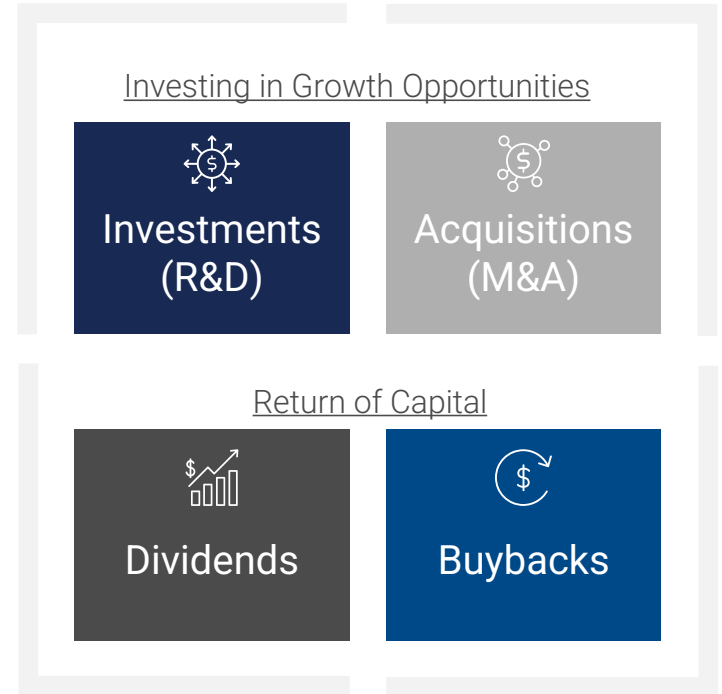 Investing in Growth Opportunities
$
$
Investments
(R&D)
Acquisitions
(M&A)
Return of Capital
$
$
Dividends
Buybacks